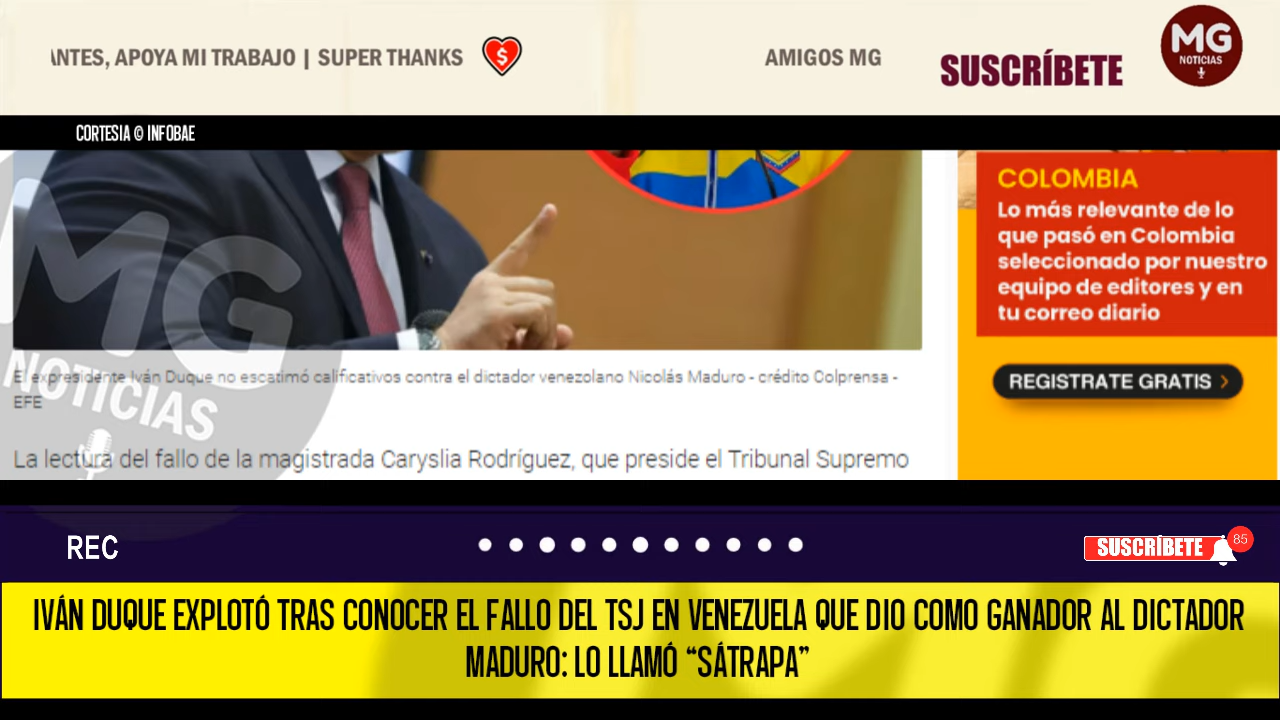 ANTES, APOYA MI TRABAJO | SUPER THANKS
$
AMIGOS MG
SUSCRÍBETE
MG
NOTICIAS
CORTESIA © INFOBAE
COLOMBIA
Lo más relevante de lo
que pasó en Colombia
seleccionado por nuestro
equipo de editores y en
tu correo diario
REGISTRATE GRATIS >
MG
NOTICIAS
El expresidente Iván Duque no escatimó calificativos contra el dictador venezolano Nicolás Maduro - crédito Colprensa -
EFE
La lectura del fallo de la magistrada Caryslia Rodríguez, que preside el Tribunal Supremo
REC
SUSCRÍBETE
85
IVÁN DUQUE EXPLOTÓ TRAS CONOCER EL FALLO DEL TSJ EN VENEZUELA QUE DIO COMO GANADOR AL DICTADOR
MADURO: LO LLAMÓ “SÁTRAPA”